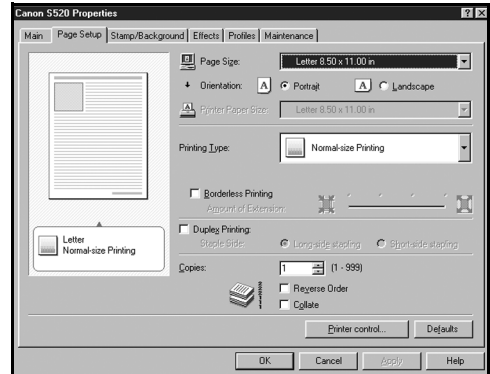 Canon S520 Properties
Main Page Setup Stamp/Background Effects Profiles Maintenance
Page Size: Letter 8.50 x 11.00 in
Orientation: A Portrait A Landscape
Printer Paper Size: Letter 8.50 x 11.00 in
Printing Type: Normal-size Printing
Borderless Printing
Amount of Extension:
Letter
Normal-size Printing
Duplex Printing:
Staple Side: Long-side stapling Short-side stapling
Copies: 1 (1 - 999)
Reverse Order
Collate
Printer control... Defaults
OK Cancel Apply Help